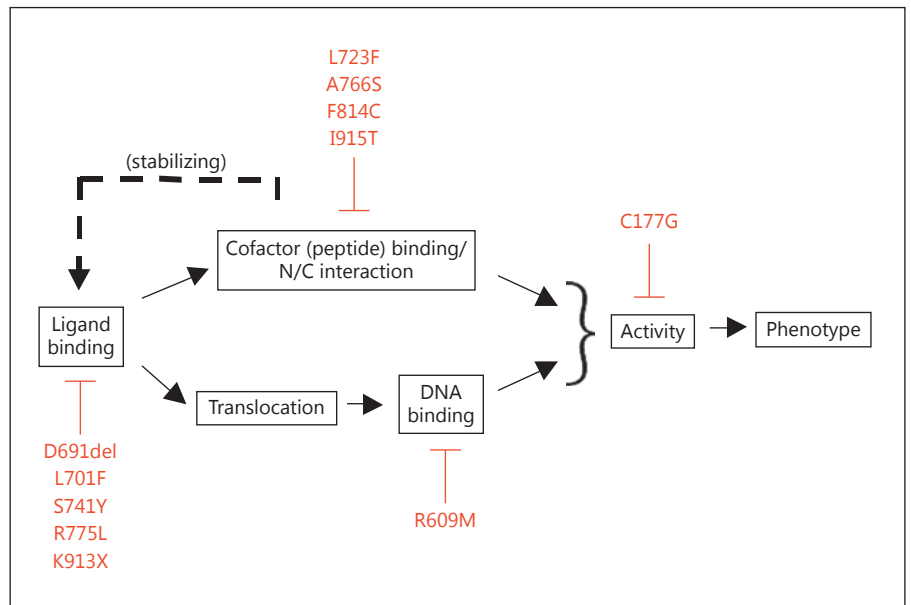 L723F
A766S
F814C
I915T
(stabilizing)
C177G
Cofactor (peptide) binding/
N/C interaction
Ligand
binding
Activity
Phenotype
Translocation
DNA
binding
D691del
L701F
S741Y
R775L
K913X
R609M